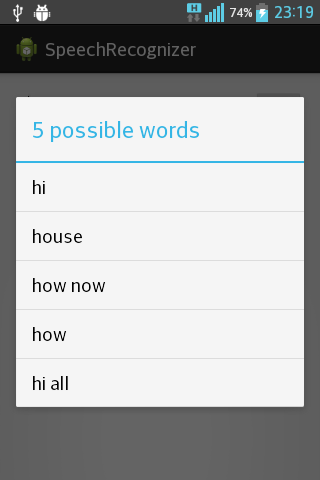 H 74% 23:19
SpeechRecognizer
5 possible words
hi
house
how now
how
hi all